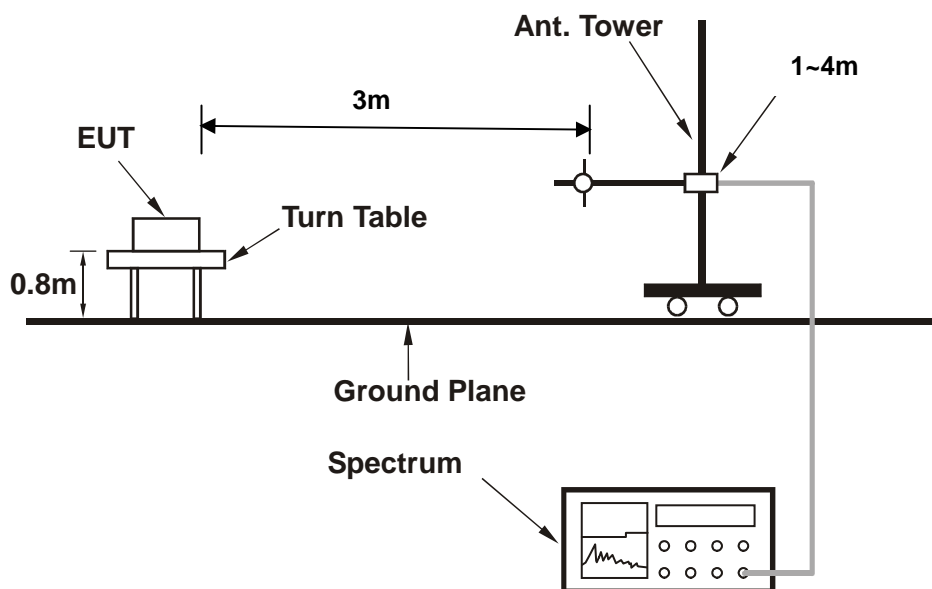 Ant. Tower
1~4m
3m
EUT
Turn Table
0.8m
Ground Plane
Spectrum